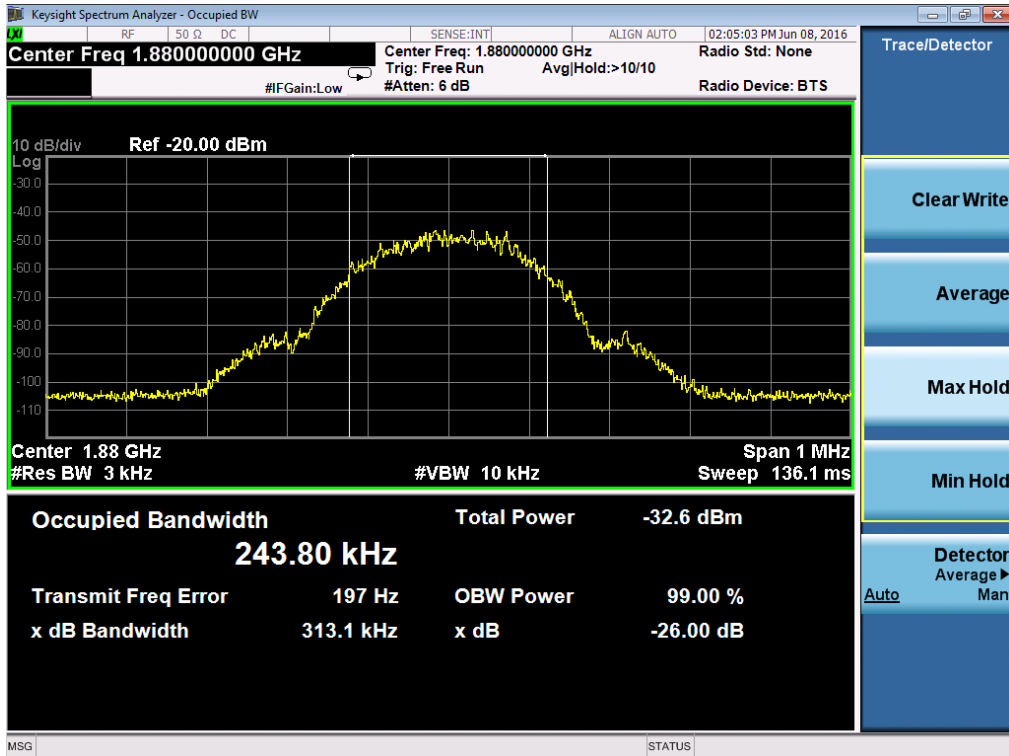 Keysight Spectrum Analyzer - Occupied BW
LXI RF 50 Ω DC SENSE:INT ALIGN AUTO 02:05:03 PM Jun 08, 2016
Center Freq 1.880000000 GHz
Center Freq: 1.880000000 GHz Radio Std: None
Trig: Free Run Avg|Hold:>10/10
#IFGain:Low #Atten: 6 dB Radio Device: BTS
10 dB/div Ref -20.00 dBm
Log
-30.0
-40.0
-50.0
-60.0
-70.0
-80.0
-90.0
-100
-110
Center 1.88 GHz Span 1 MHz
#Res BW 3 kHz #VBW 10 kHz Sweep 136.1 ms
Occupied Bandwidth Total Power -32.6 dBm
243.80 kHz
Transmit Freq Error 197 Hz OBW Power 99.00 %
x dB Bandwidth 313.1 kHz x dB -26.00 dB
MSG STATUS
Trace/Detector
Clear Write
Average
Max Hold
Min Hold
Detector
Average
Auto Man